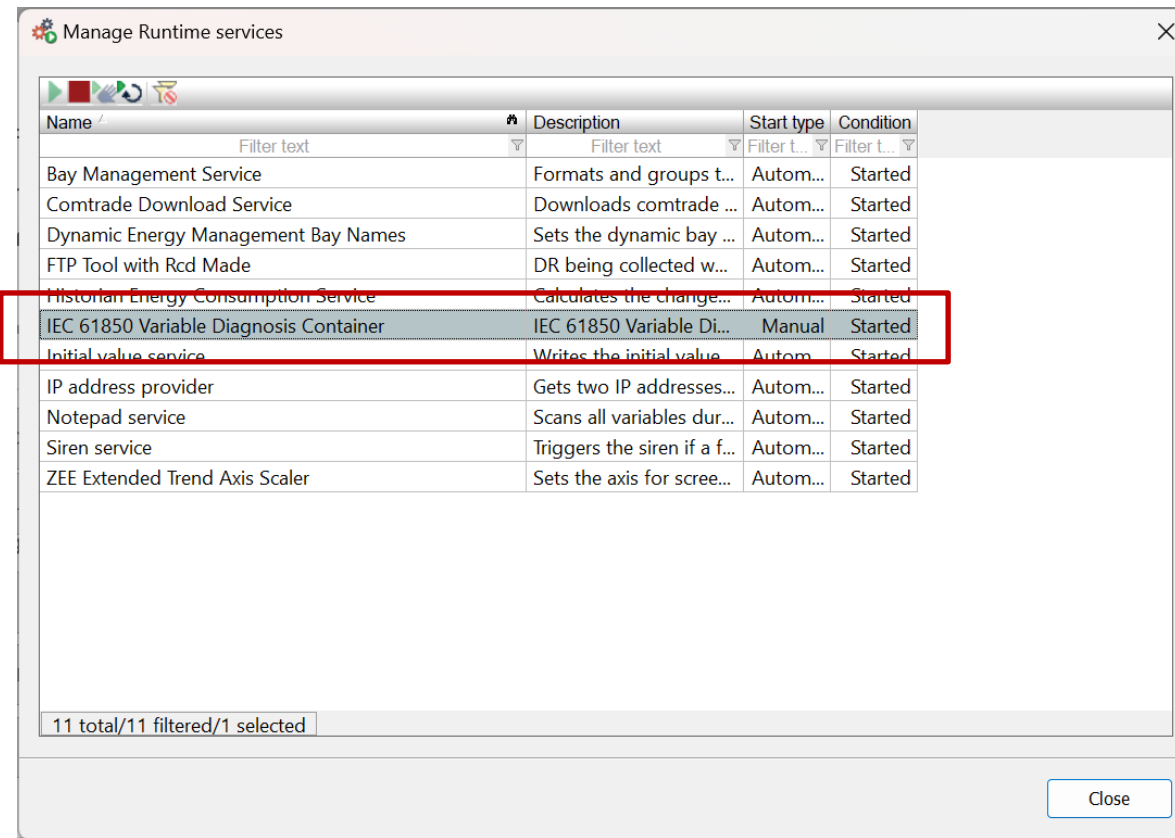 Manage Runtime services
Name Description Start type Condition
Filter text Filter text Filter t... Filter t...
Bay Management Service Formats and groups t... Autom... Started
Comtrade Download Service Downloads comtrade ... Autom... Started
Dynamic Energy Management Bay Names Sets the dynamic bay ... Autom... Started
FTP Tool with Rcd Made DR being collected w... Autom... Started
Historian Energy Consumption Service Calculates the change... Autom... Started
IEC 61850 Variable Diagnosis Container IEC 61850 Variable Di... Manual Started
Initial value service Writes the initial value Autom... Started
IP address provider Gets two IP addresses... Autom... Started
Notepad service Scans all variables dur... Autom... Started
Siren service Triggers the siren if a f... Autom... Started
ZEE Extended Trend Axis Scaler Sets the axis for scree... Autom... Started
11 total/11 filtered/1 selected
Close